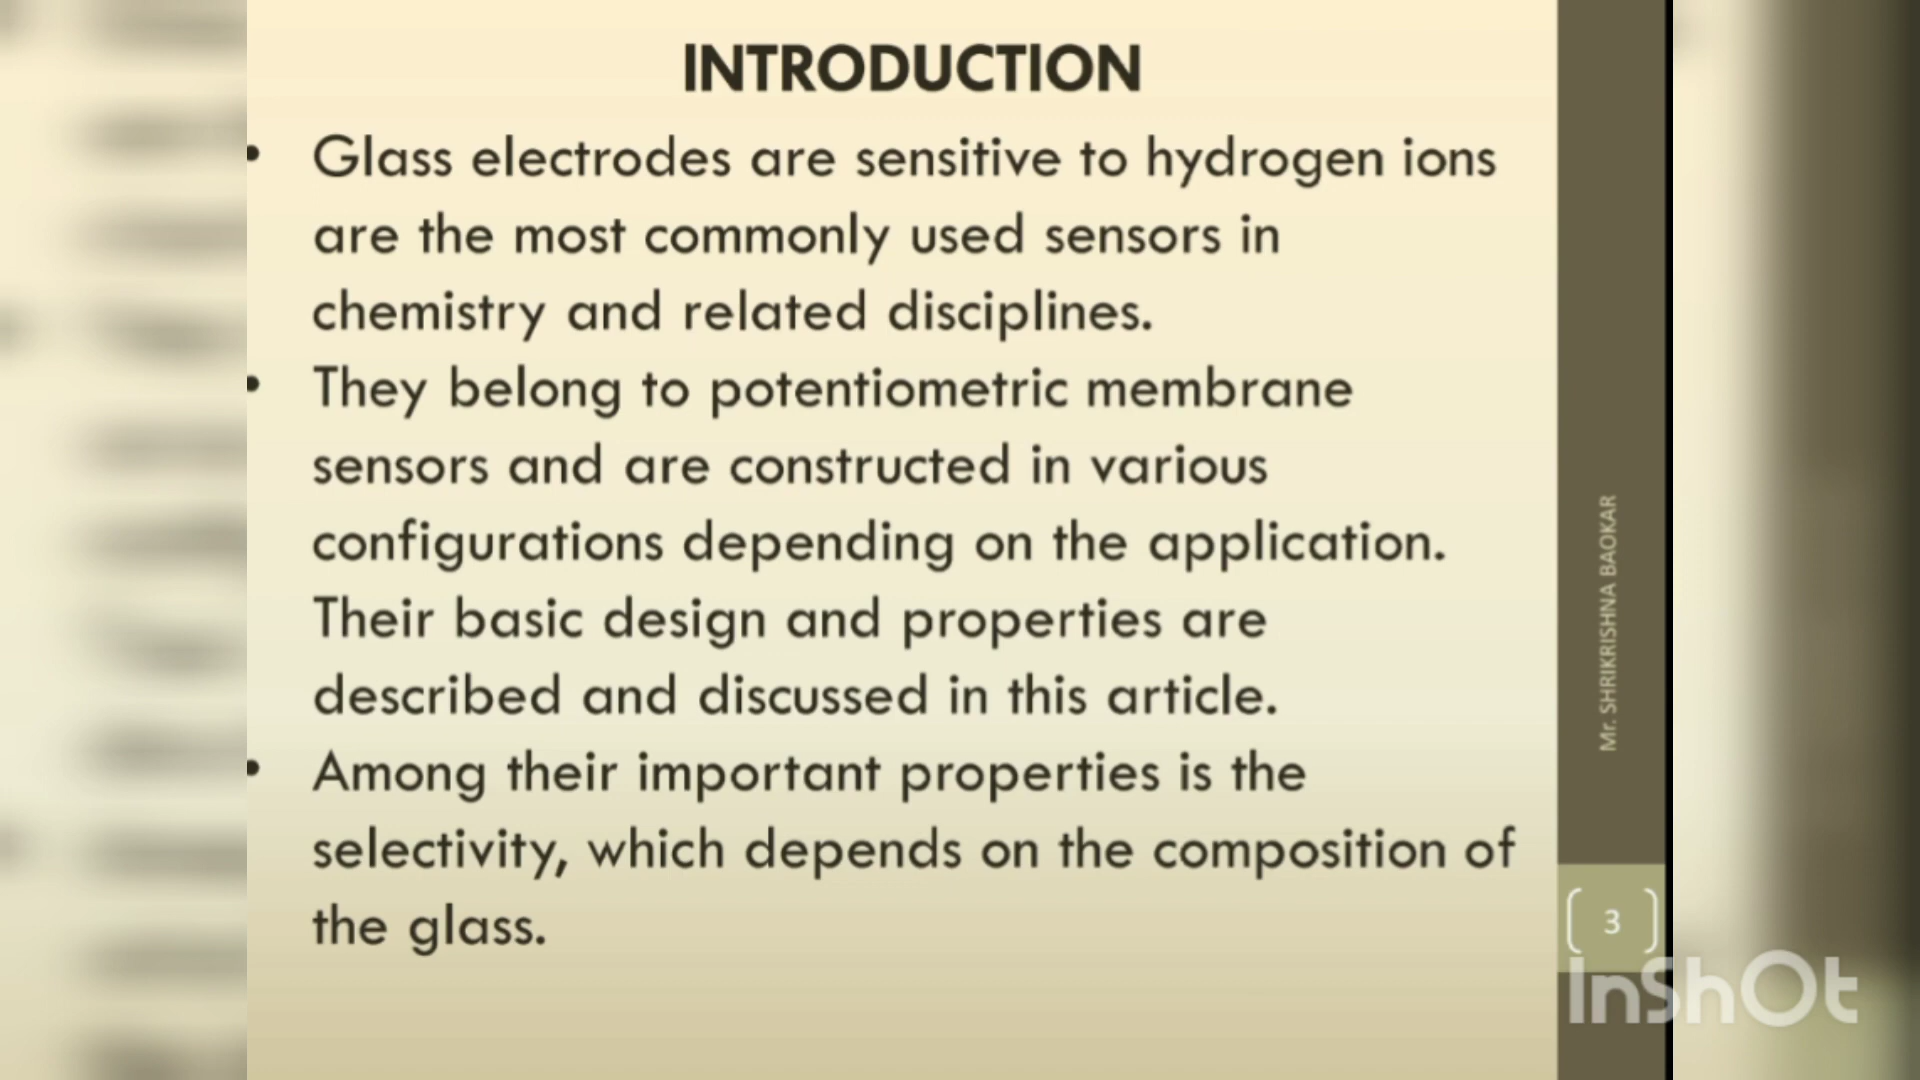 INTRODUCTION
• Glass electrodes are sensitive to hydrogen ions
are the most commonly used sensors in
chemistry and related disciplines.
• They belong to potentiometric membrane
sensors and are constructed in various
configurations depending on the application.
Their basic design and properties are
described and discussed in this article.
• Among their important properties is the
selectivity, which depends on the composition of
the glass.
Mr. SHRIKRISHNA BAOKAR
3
InShOt